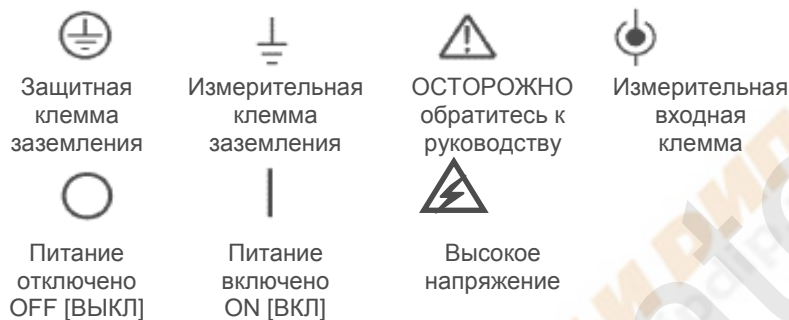 Защитная
клемма
заземления
Измерительная
клемма
заземления
ОСТОРОЖНО
обратитесь к
руководству
Измерительная
входная
клемма
Питание
отключено
OFF [ВЫКЛ]
Питание
включено
ON [ВКЛ]
Высокое
напряжение